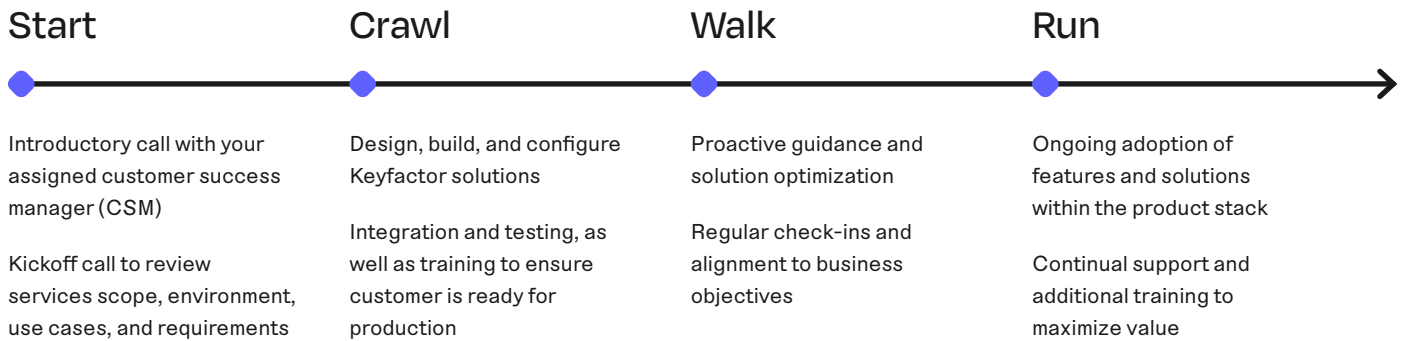 Start
Introductory call with your
assigned customer success
manager (CSM)
Kickoff call to review
services scope, environment,
use cases, and requirements
Crawl
Design, build, and configure
Keyfactor solutions
Integration and testing, as
well as training to ensure
customer is ready for
production
Walk
Proactive guidance and
solution optimization
Regular check-ins and
alignment to business
objectives
Run
Ongoing adoption of
features and solutions
within the product stack
Continual support and
additional training to
maximize value